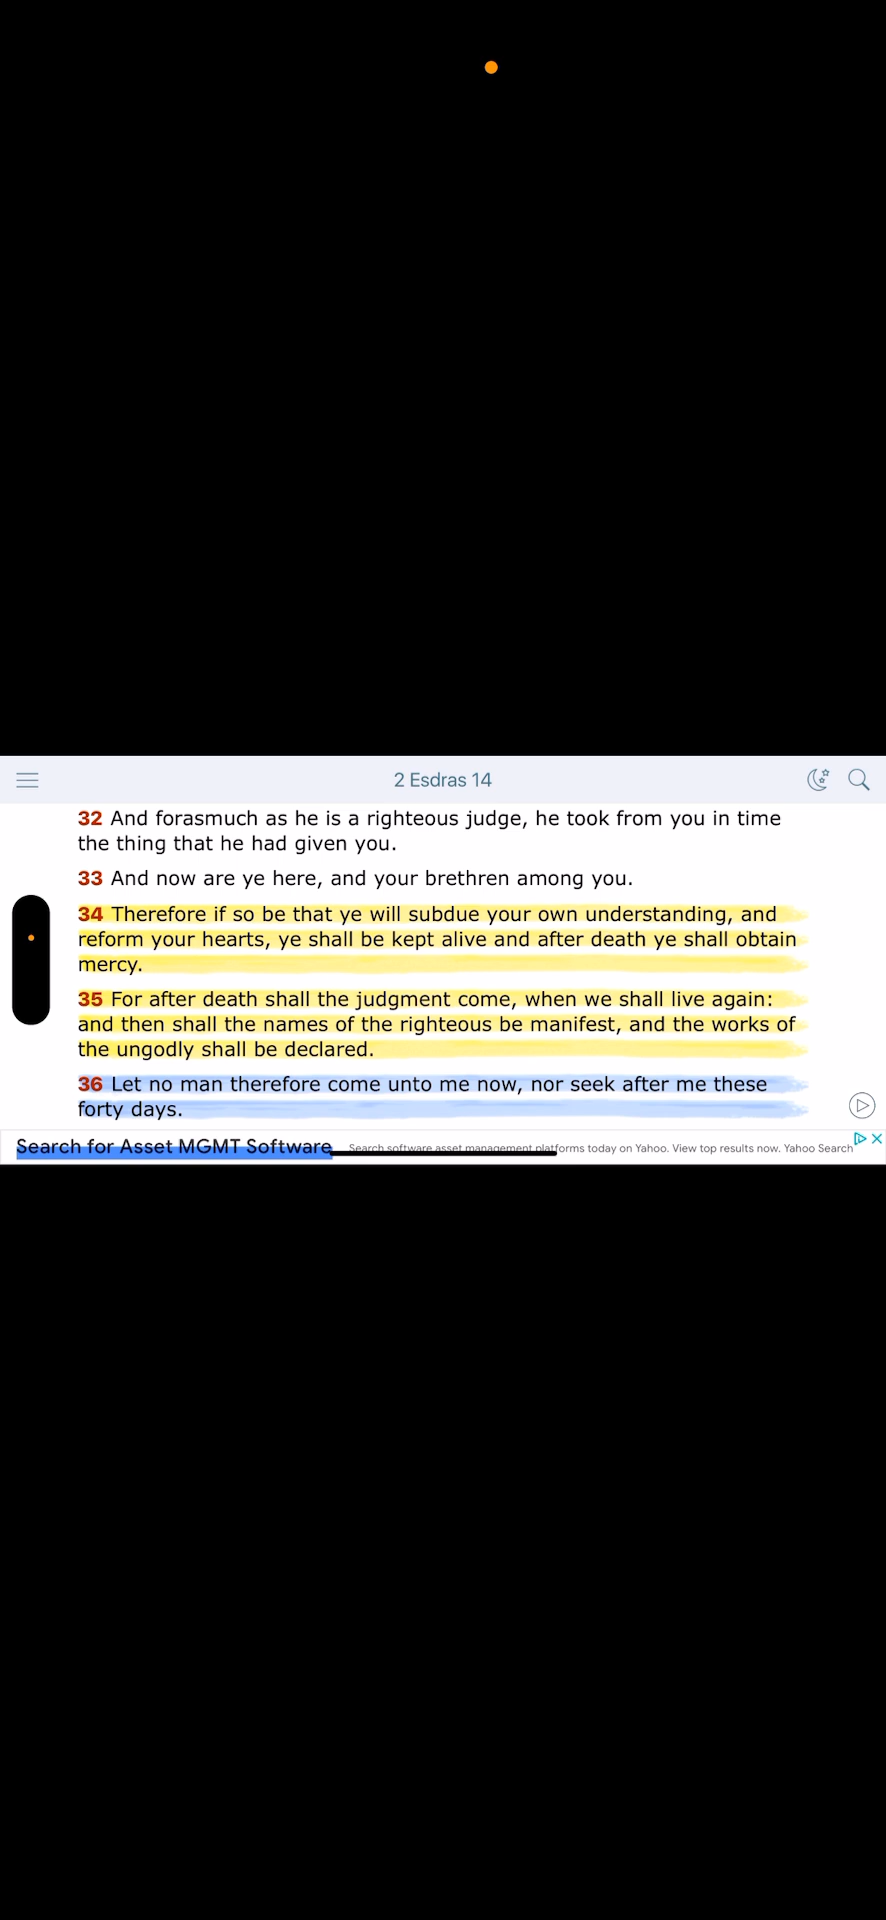 2 Esdras 14
32 And forasmuch as he is a righteous judge, he took from you in time
the thing that he had given you.
33 And now are ye here, and your brethren among you.
34 Therefore if so be that ye will subdue your own understanding, and
reform your hearts, ye shall be kept alive and after death ye shall obtain
mercy.
35 For after death shall the judgment come, when we shall live again:
and then shall the names of the righteous be manifest, and the works of
the ungodly shall be declared.
36 Let no man therefore come unto me now, nor seek after me these
forty days.
Search for Asset MGMT Software
Search software asset management platforms today on Yahoo. View top results now. Yahoo Search